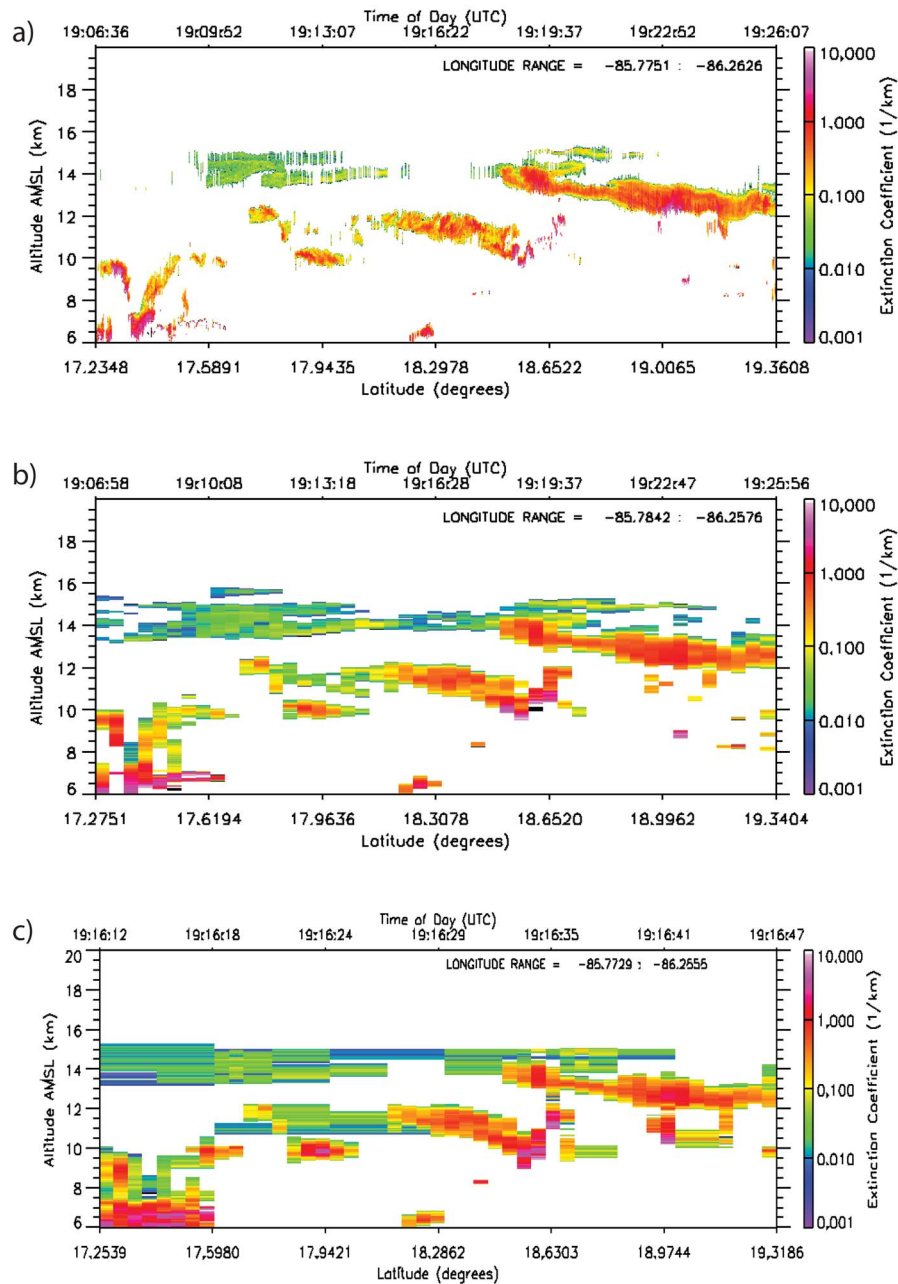 a)
Time of Day (UTC)
19:06:36 19:09:52 19:13:07 19:16:22 19:19:37 19:22:52 19:26:07
LONGITUDE RANGE = -85.7751 : -86.2626
18
16
14
12
10
8
6
Altitude AMSL (km)
17.2348 17.5891 17.9435 18.2978 18.6522 19.0065 19.3608
Latitude (degrees)
10,000
1.000
0.100
0.010
0.001
Extinction Coefficient (1/km)
b)
Time of Day (UTC)
19:06:58 19:10:08 19:13:18 19:16:28 19:19:37 19:22:47 19:25:56
LONGITUDE RANGE = -85.7842 : -86.2576
18
16
14
12
10
8
6
Altitude AMSL (km)
17.2751 17.6194 17.9636 18.3078 18.6520 18.9962 19.3404
Latitude (degrees)
10,000
1.000
0.100
0.010
0.001
Extinction Coefficient (1/km)
c)
Time of Day (UTC)
19:16:12 19:16:18 19:16:24 19:16:29 19:16:35 19:16:41 19:16:47
LONGITUDE RANGE = -85.7729 : -86.2555
20
18
16
14
12
10
8
6
Altitude AMSL (km)
17.2539 17.5980 17.9421 18.2862 18.6303 18.9744 19.3186
Latitude (degrees)
10,000
1,000
0,100
0,010
0,001
Extinction Coefficient (1/km)